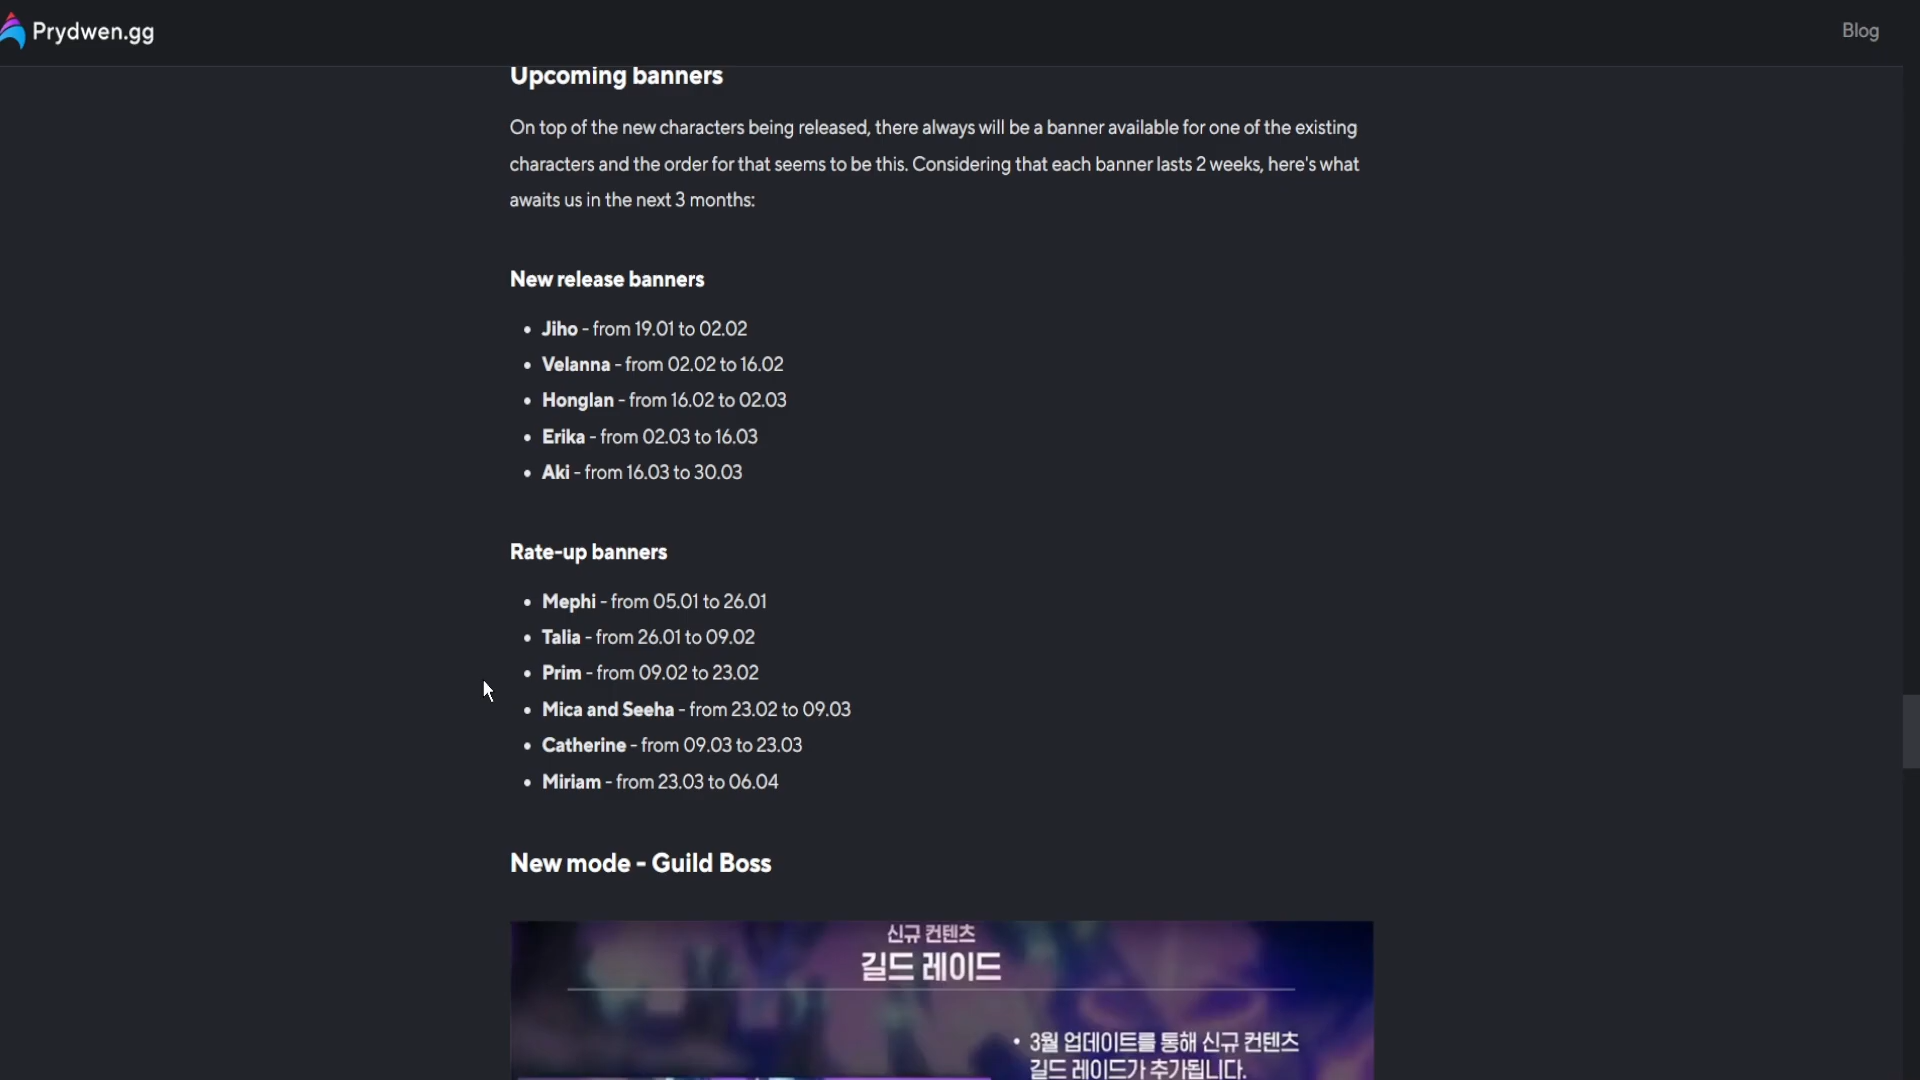 Prydwen.gg
Blog
Upcoming banners
On top of the new characters being released, there always will be a banner available for one of the existing
characters and the order for that seems to be this. Considering that each banner lasts 2 weeks, here's what
awaits us in the next 3 months:
New release banners
• Jiho - from 19.01 to 02.02
• Velanna - from 02.02 to 16.02
• Honglan - from 16.02 to 02.03
• Erika - from 02.03 to 16.03
• Aki - from 16.03 to 30.03
Rate-up banners
• Mephi - from 05.01 to 26.01
• Talia - from 26.01 to 09.02
• Prim - from 09.02 to 23.02
• Mica and Seeha - from 23.02 to 09.03
• Catherine - from 09.03 to 23.03
• Miriam - from 23.03 to 06.04
New mode - Guild Boss
신규 컨텐츠
길드 레이드
• 3월 업데이트를 통해 신규 컨텐츠
길드 레이드가 추가됩니다.